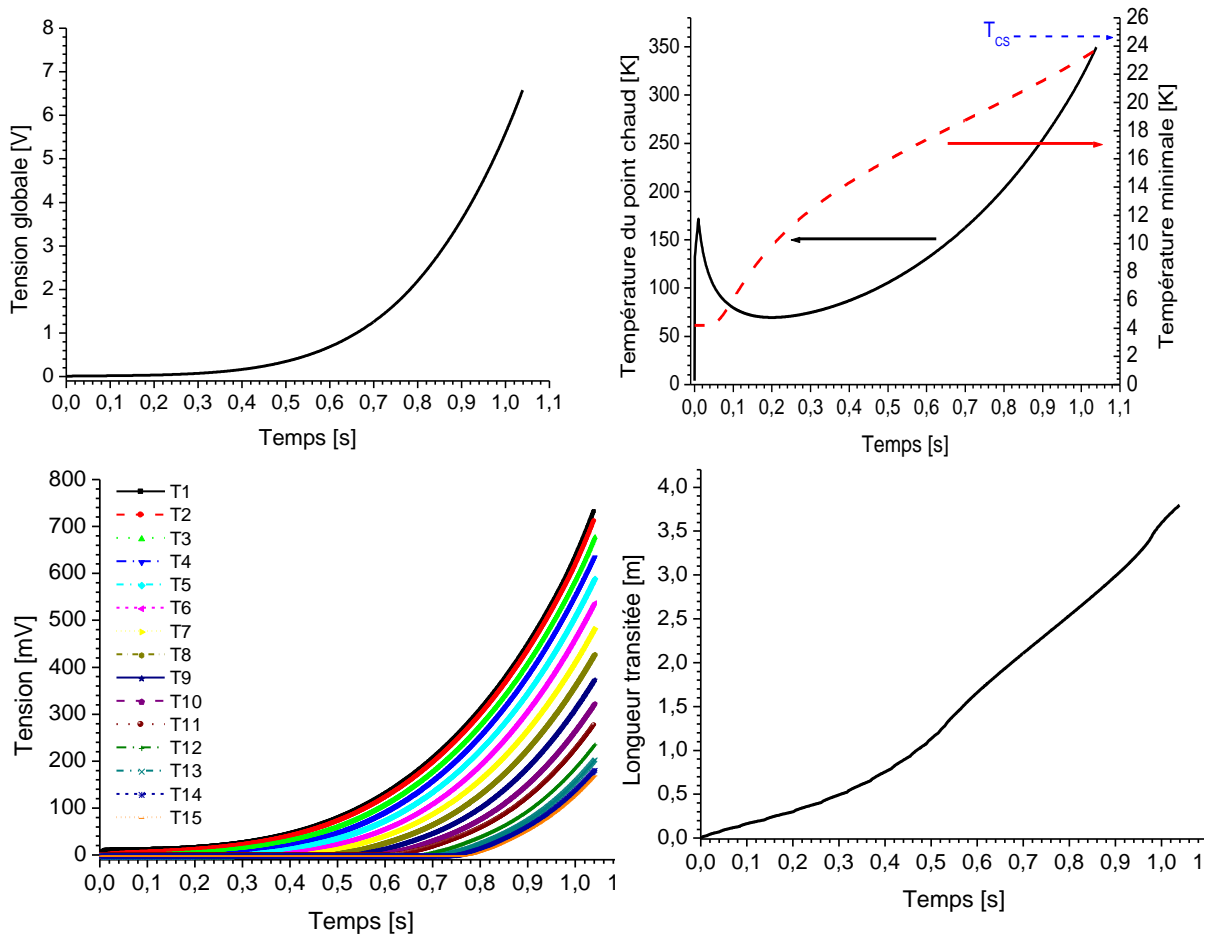 Tension globale [V]
8
7
6
5
4
3
2
1
0
0,0 0,1 0,2 0,3 0,4 0,5 0,6 0,7 0,8 0,9 1,0 1,1
Temps [s]
Température du point chaud [K]
350
300
250
200
150
100
50
0
T_CS
26
24
22
20
18
16
14
12
10
8
6
4
2
0
Température minimale [K]
0,0 0,1 0,2 0,3 0,4 0,5 0,6 0,7 0,8 0,9 1,0 1,1
Temps [s]
Tension [mV]
800
700
600
500
400
300
200
100
0
T1
T2
T3
T4
T5
T6
T7
T8
T9
T10
T11
T12
T13
T14
T15
0,0 0,1 0,2 0,3 0,4 0,5 0,6 0,7 0,8 0,9 1,0 1
Temps [s]
Longueur transitée [m]
4,0
3,5
3,0
2,5
2,0
1,5
1,0
0,5
0,0
0,0 0,1 0,2 0,3 0,4 0,5 0,6 0,7 0,8 0,9 1,0 1,1
Temps [s]